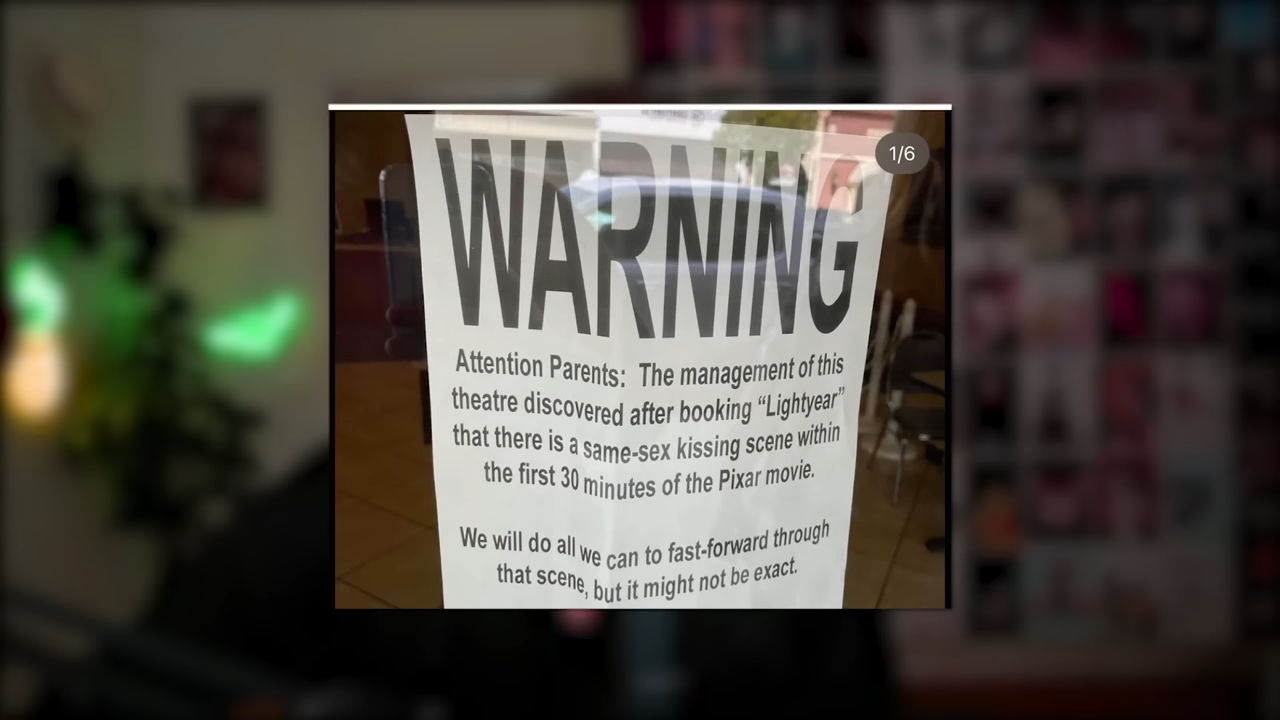 1/6
WARNING
Attention Parents: The management of this
theatre discovered after booking “Lightyear”
that there is a same-sex kissing scene within
the first 30 minutes of the Pixar movie.
We will do all we can to fast-forward through
that scene, but it might not be exact.